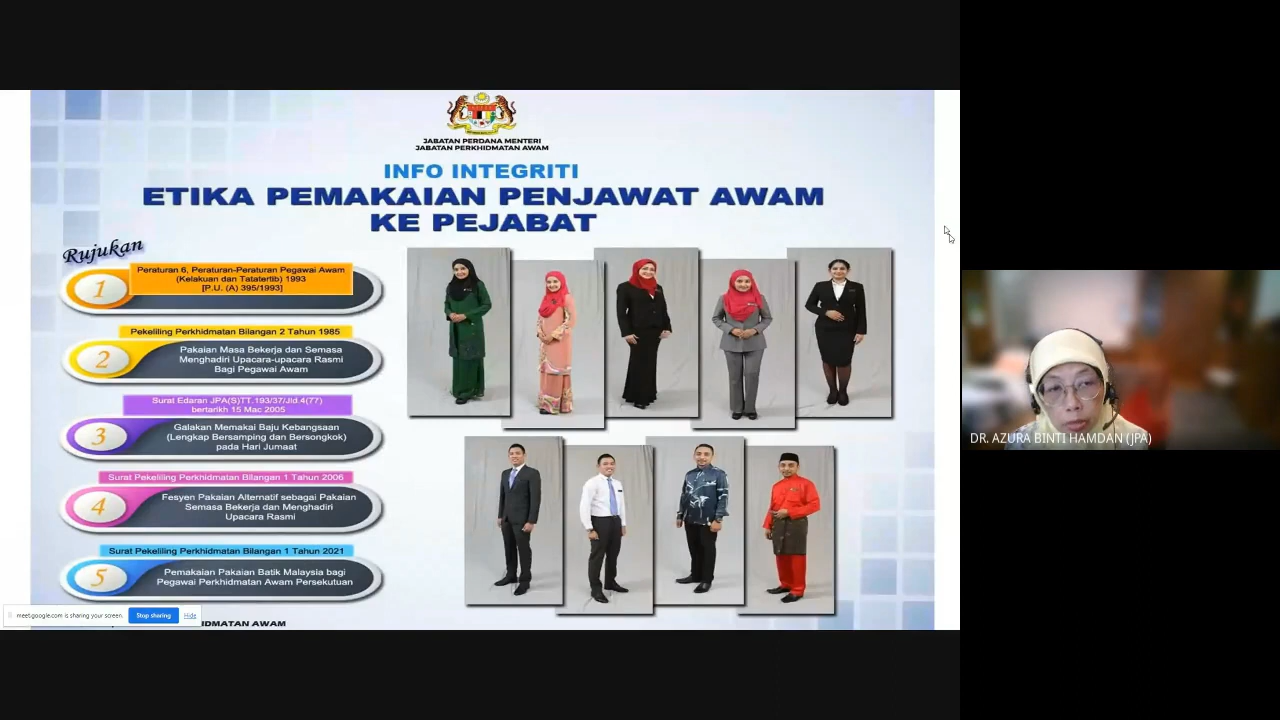 JABATAN PERDANA MENTERI
JABATAN PERKHIDMATAN AWAM
INFO INTEGRITI
ETIKA PEMAKAIAN PENJAWAT AWAM
KE PEJABAT
Rujukan
1
Peraturan 6, Peraturan-Peraturan Pegawai Awam
(Kelakuan dan Tatatertib) 1993
[P.U. (A) 395/1993]
2
Pekeliling Perkhidmatan Bilangan 2 Tahun 1985
Pakaian Masa Bekerja dan Semasa
Menghadiri Upacara-upacara Rasmi
Bagi Pegawai Awam
3
Surat Edaran JPA(S)TT.193/37/Jld.4(77)
bertarikh 15 Mac 2005
Galakan Memakai Baju Kebangsaan
(Lengkap Bersamping dan Bersongkok)
pada Hari Jumaat
4
Surat Pekeliling Perkhidmatan Bilangan 1 Tahun 2006
Fesyen Pakaian Alternatif sebagai Pakaian
Semasa Bekerja dan Menghadiri
Upacara Rasmi
5
Surat Pekeliling Perkhidmatan Bilangan 1 Tahun 2021
Pemakaian Pakaian Batik Malaysia bagi
Pegawai Perkhidmatan Awam Persekutuan
meet.google.com is sharing your screen.
Stop sharing
Hide
IDMATAN AWAM
DR. AZURA BINTI HAMDAN (JPA)